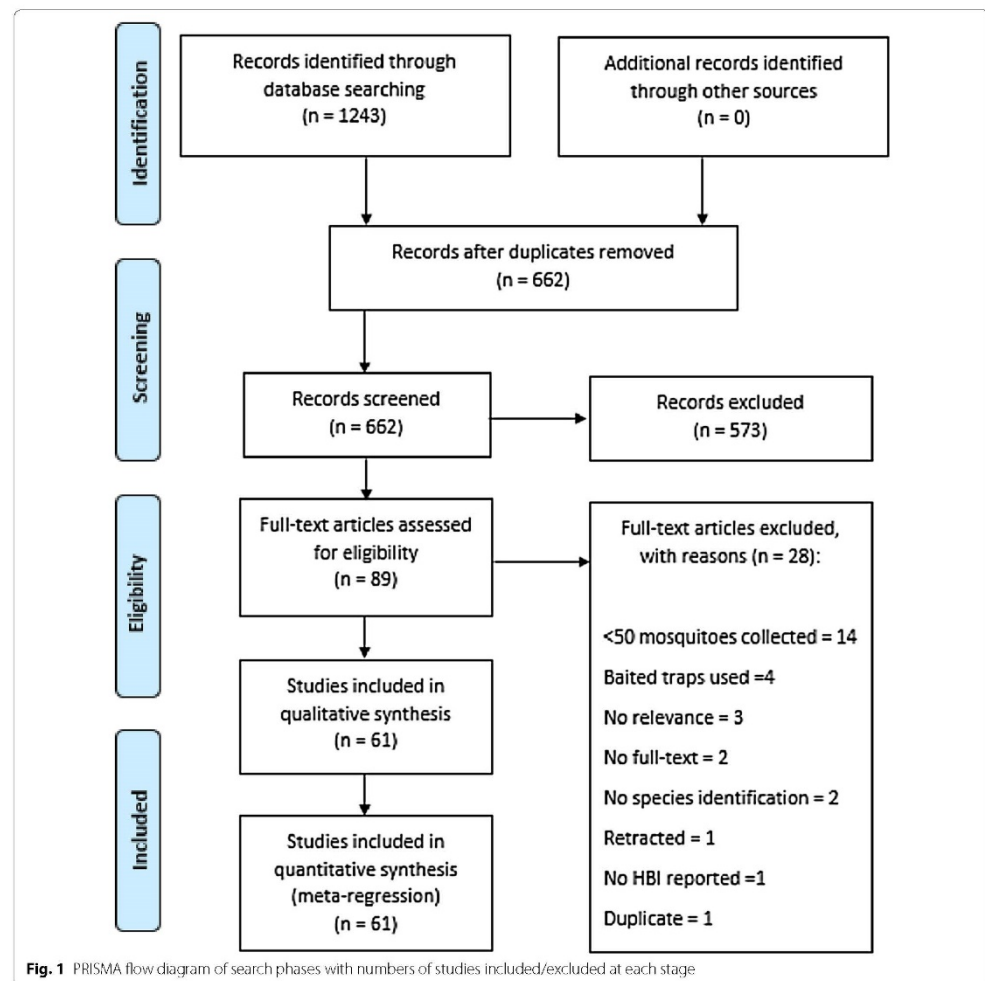 Identification
Records identified through
database searching
(n = 1243)
Additional records identified
through other sources
(n = 0)
Records after duplicates removed
(n = 662)
Screening
Records screened
(n = 662)
Records excluded
(n = 573)
Eligibility
Full-text articles assessed
for eligibility
(n = 89)
Full-text articles excluded,
with reasons (n = 28):
<50 mosquitoes collected = 14
Baited traps used =4
No relevance = 3
No full-text = 2
No species identification = 2
Retracted = 1
No HBI reported =1
Duplicate = 1
Studies included in
qualitative synthesis
(n = 61)
Included
Studies included in
quantitative synthesis
(meta-regression)
(n = 61)
Fig. 1 PRISMA flow diagram of search phases with numbers of studies included/excluded at each stage